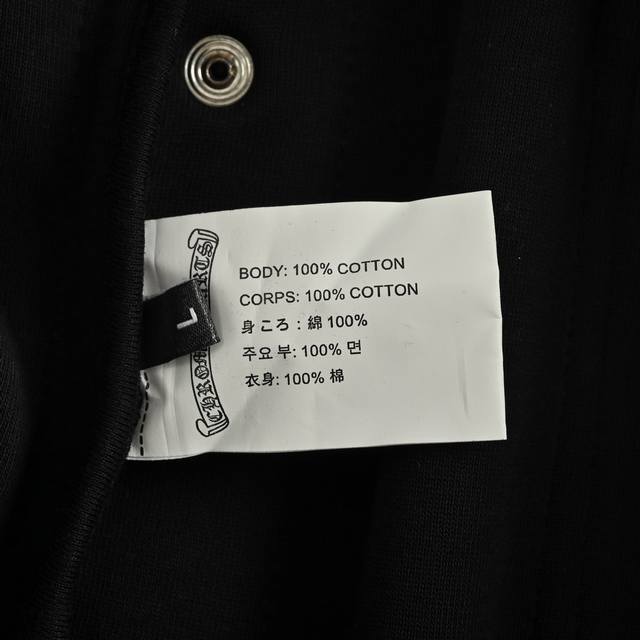 BODY: 100% COTTON
CORPS: 100% COTTON
身ころ：綿 100%
주요 부: 100% 면
衣身: 100% 棉
L